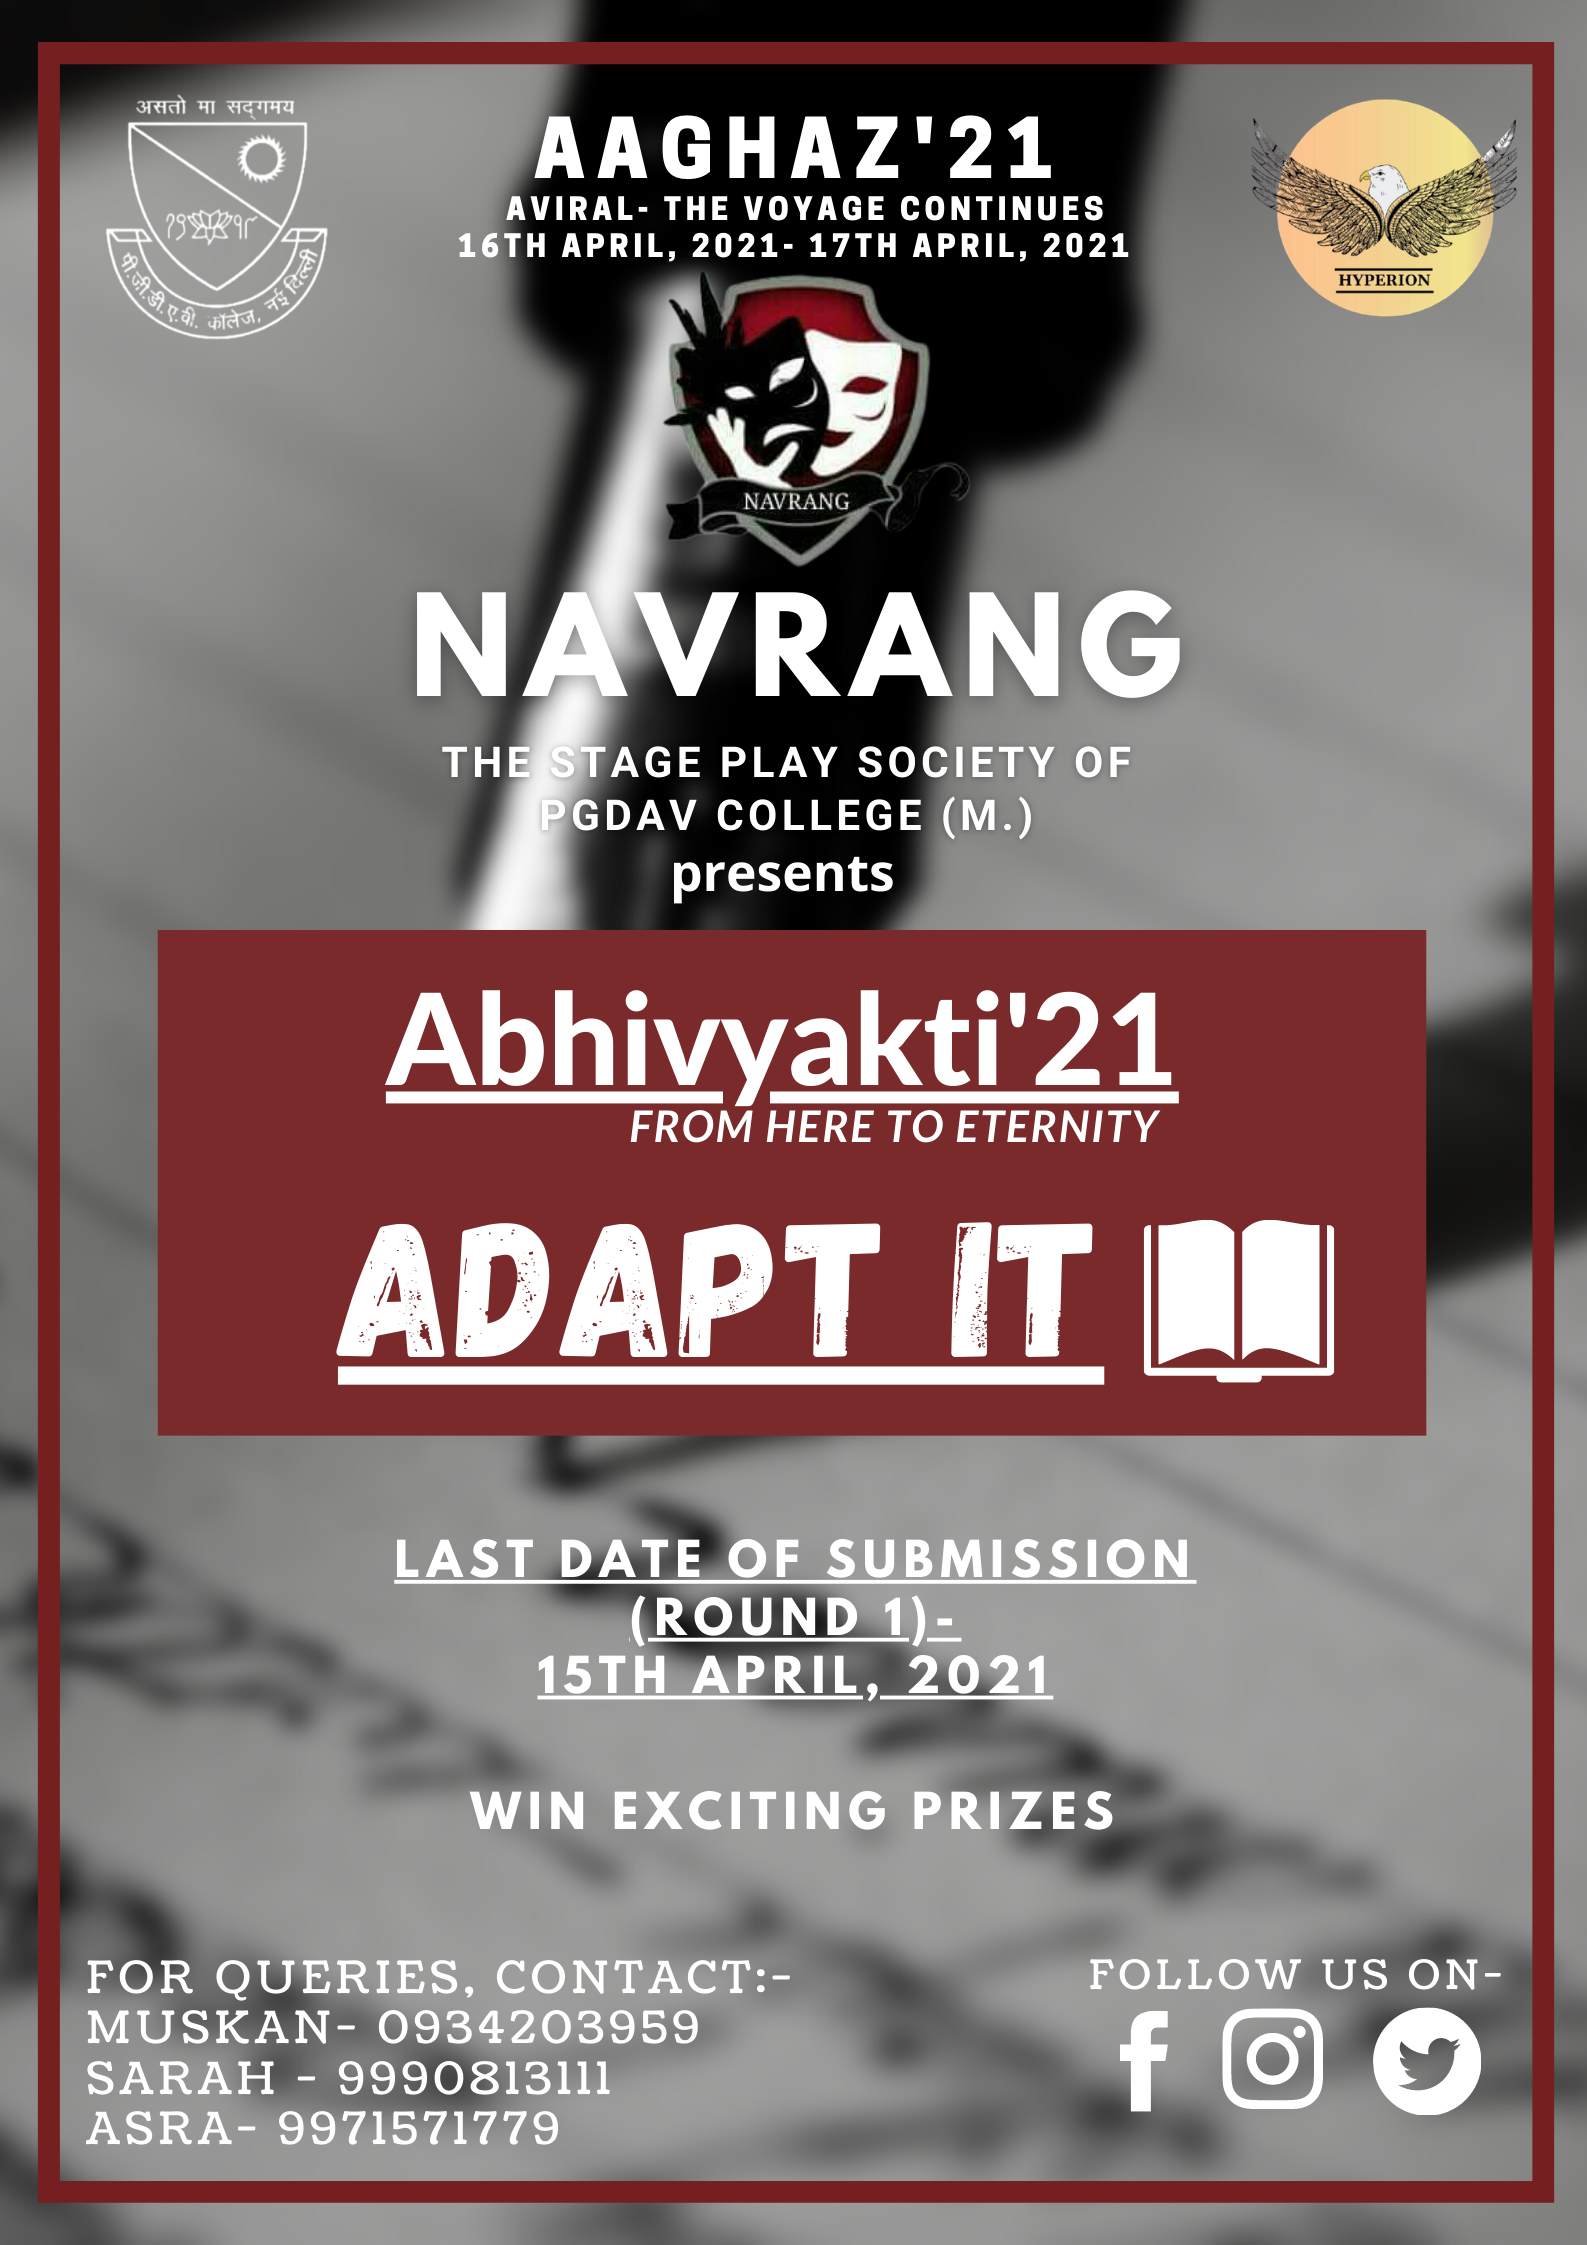 असतो मा सद्गमय
१९ ५८
पी.जी.डी.ए.वी. कॉलेज, नई दिल्ली
AAGHAZ'21
AVIRAL- THE VOYAGE CONTINUES
16TH APRIL, 2021- 17TH APRIL, 2021
HYPERION
NAVRANG
NAVRANG
THE STAGE PLAY SOCIETY OF
PGDAV COLLEGE (M.)
presents
Abhivyakti'21
FROM HERE TO ETERNITY
ADAPT IT
LAST DATE OF SUBMISSION
(ROUND 1)-
15TH APRIL, 2021
WIN EXCITING PRIZES
FOR QUERIES, CONTACT:-
MUSKAN- 0934203959
SARAH - 9990813111
ASRA- 9971571779
FOLLOW US ON-